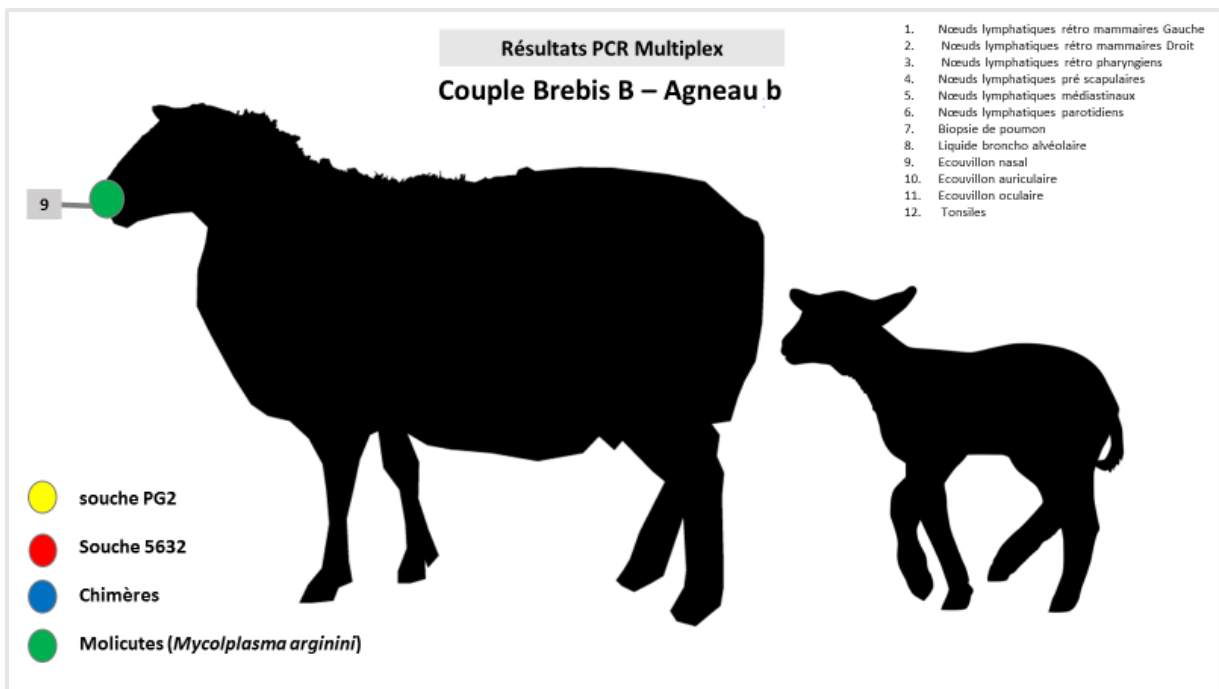 Résultats PCR Multiplex
Couple Brebis B – Agneau b
1. Nœuds lymphatiques rétro mammaires Gauche
2. Nœuds lymphatiques rétro mammaires Droit
3. Nœuds lymphatiques rétro pharyngiens
4. Nœuds lymphatiques pré scapulaires
5. Nœuds lymphatiques médiastinaux
6. Nœuds lymphatiques parotidiens
7. Biopsie de poumon
8. Liquide broncho alvéolaire
9. Ecouvillon nasal
10. Ecouvillon auriculaire
11. Ecouvillon oculaire
12. Tonsiles
9
souche PG2
Souche 5632
Chimères
Molicutes (Mycolplasma arginini)